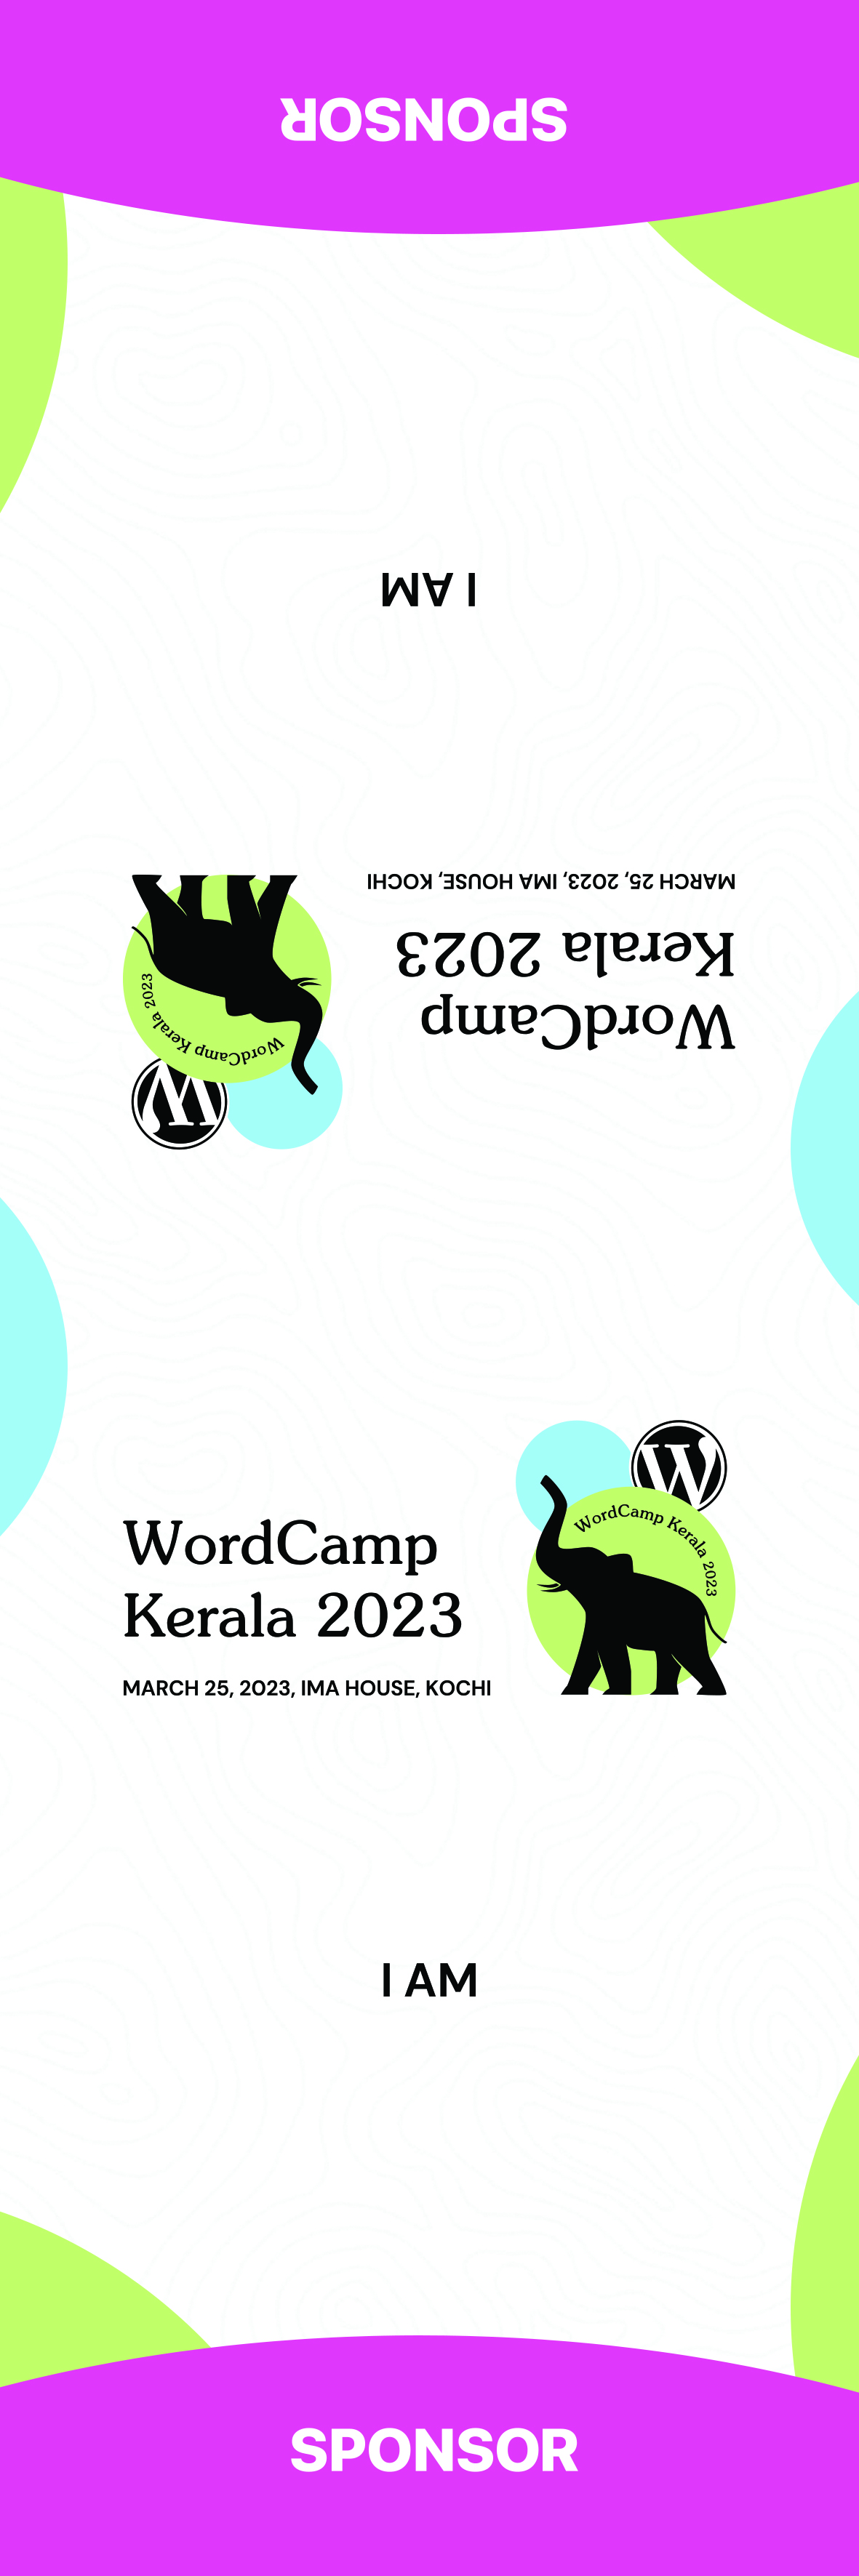 SPONSOR
I AM
MARCH 25, 2023, IMA HOUSE, KOCHI
Kerala 2023
WordCamp
WordCamp Kerala 2023
W
W
WordCamp Kerala 2023
WordCamp
Kerala 2023
MARCH 25, 2023, IMA HOUSE, KOCHI
I AM
SPONSOR